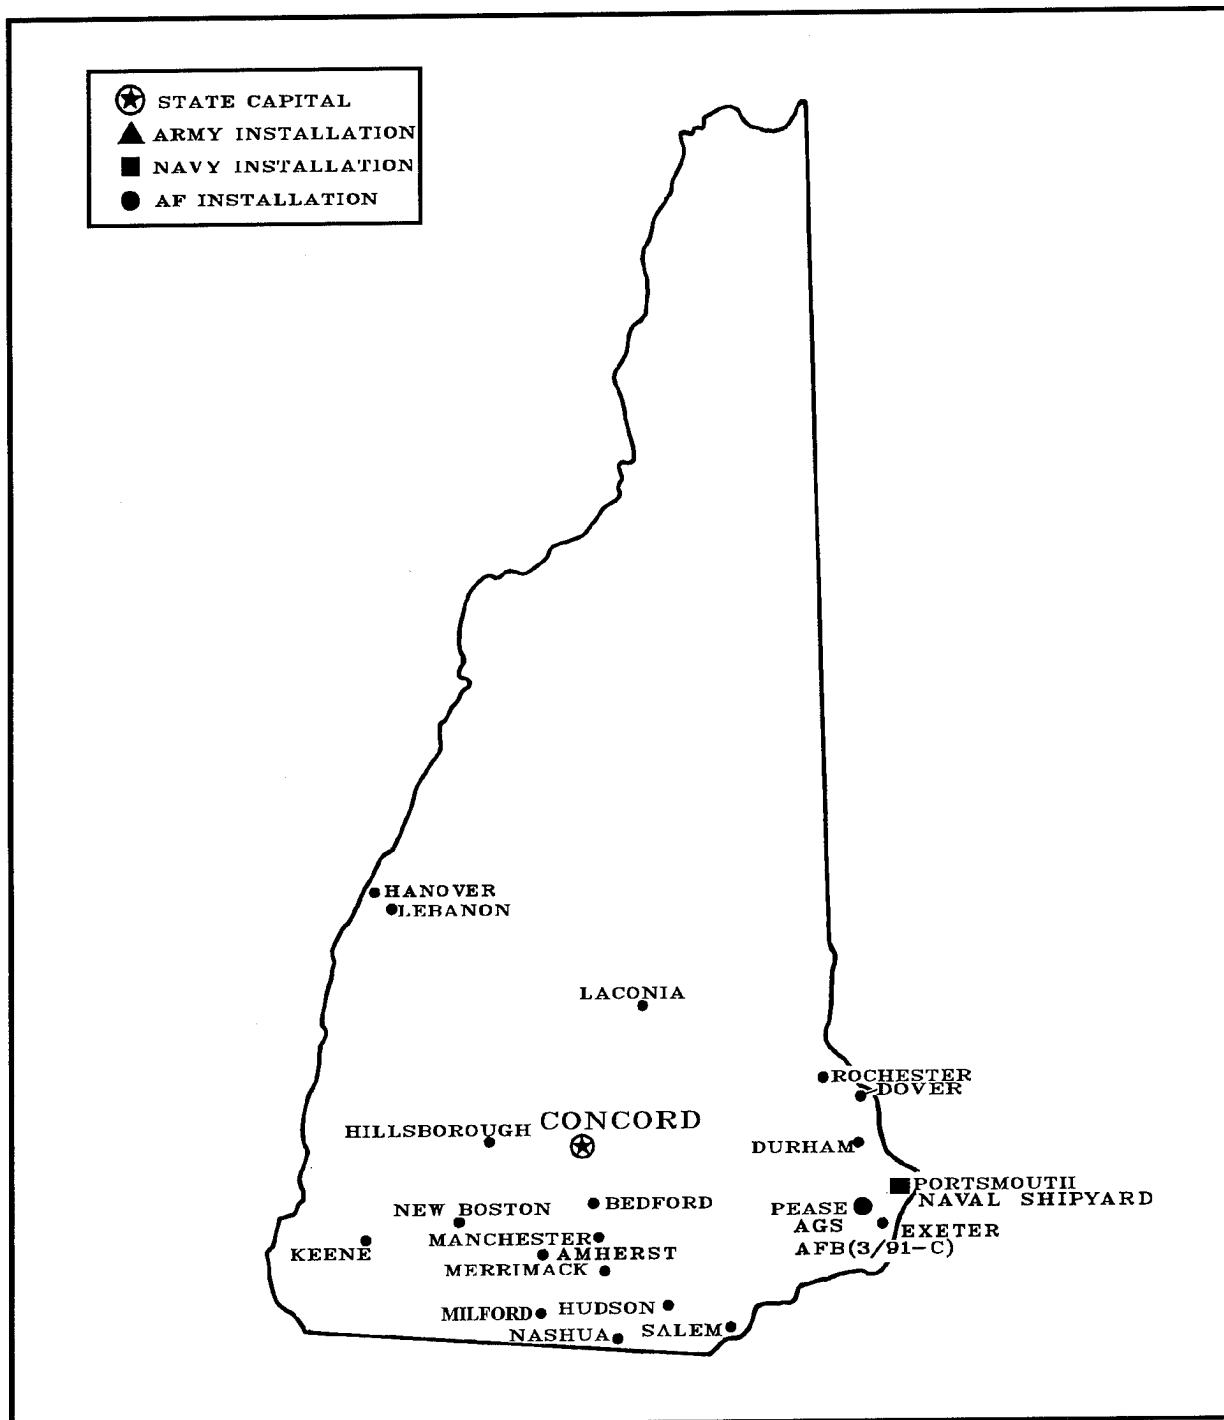 STATE CAPITAL
ARMY INSTALLATION
NAVY INSTALLATION
AF INSTALLATION
HANOVER
LEBANON
LACONIA
ROCHESTER
DOVER
CONCORD
HILLSBOROUGH
DURHAM
PORTSMOUTH
NAVAL SHIPYARD
BEDFORD
PEASE
AGS
AFB(3/91-C)
EXETER
NEW BOSTON
MANCHESTER
KEENE
AMHERST
MERRIMACK
HUDSON
MILFORD
SALEM
NASHUA